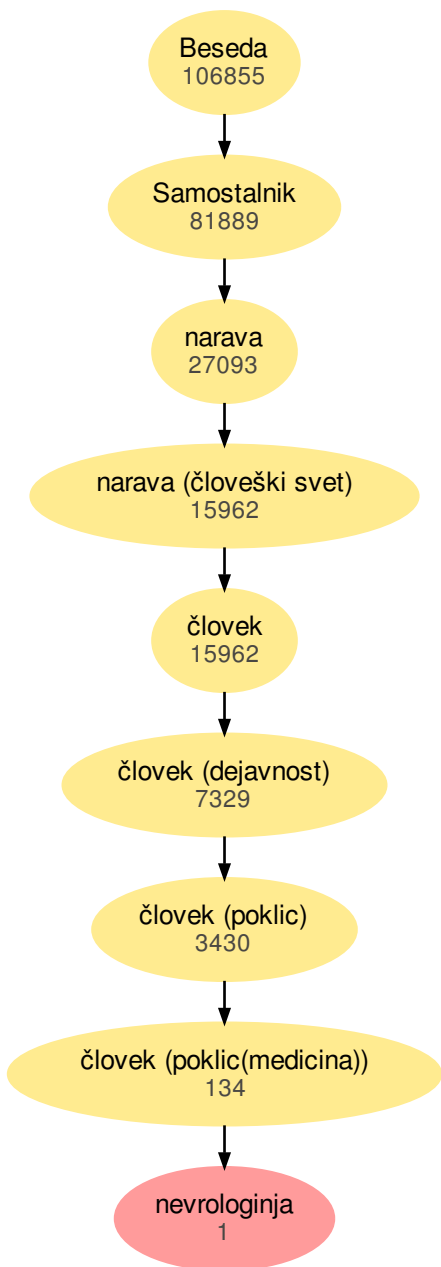 Beseda
106855
Samostalnik
81889
narava
27093
narava (človeški svet)
15962
človek
15962
človek (dejavnost)
7329
človek (poklic)
3430
človek (poklic(medicina))
134
nevrologinja
1